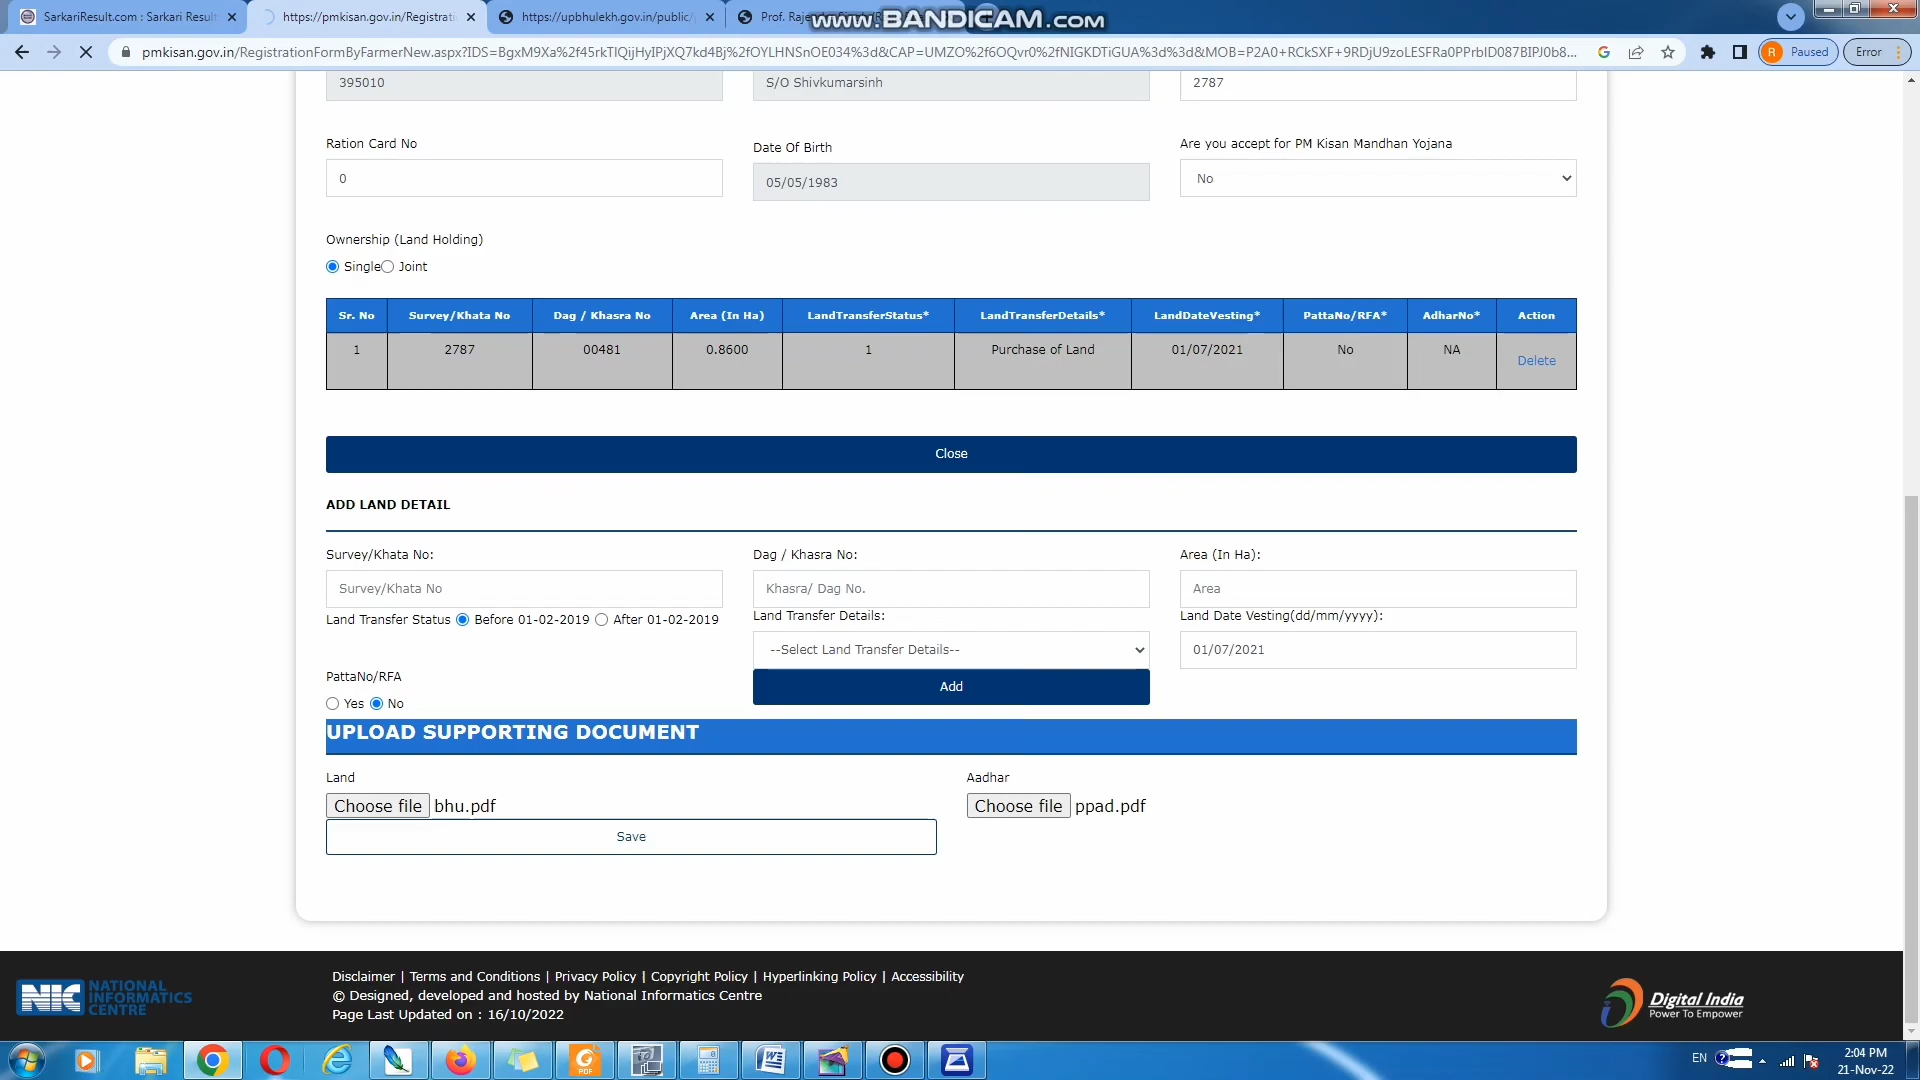 SarkariResult.com : Sarkari Result
https://pmkisan.gov.in/Registrati
https://upbhulekh.gov.in/public/
Prof. Raje
www.BANDICAM.com
pmkisan.gov.in/RegistrationFormByFarmerNew.aspx?IDS=BgxM9Xa%2f45rkTlQijHyIPjXQ7kd4Bj%2fOYLHNSnOE034%3d&CAP=UMZO%2f6OQvr0%2fNIGKDTiGUA%3d%3d&MOB=P2A0+RCkSXF+9RDjU9zoLESFRa0PPrbID087BIPJ0b8...
R Paused
Error
395010
S/O Shivkumarsinh
2787
Ration Card No
Date Of Birth
Are you accept for PM Kisan Mandhan Yojana
0
05/05/1983
No
Ownership (Land Holding)
Single Joint
Sr. No Survey/Khata No Dag / Khasra No Area (In Ha) LandTransferStatus* LandTransferDetails* LandDateVesting* PattaNo/RFA* AdharNo* Action
1 2787 00481 0.8600 1 Purchase of Land 01/07/2021 No NA Delete
Close
ADD LAND DETAIL
Survey/Khata No:
Dag / Khasra No:
Area (In Ha):
Survey/Khata No
Khasra/ Dag No.
Area
Land Transfer Status Before 01-02-2019 After 01-02-2019
Land Transfer Details:
Land Date Vesting(dd/mm/yyyy):
--Select Land Transfer Details--
01/07/2021
PattaNo/RFA
Add
Yes No
UPLOAD SUPPORTING DOCUMENT
Land
Aadhar
Choose file bhu.pdf
Choose file ppad.pdf
Save
NIC NATIONAL
INFORMATICS
CENTRE
Disclaimer | Terms and Conditions | Privacy Policy | Copyright Policy | Hyperlinking Policy | Accessibility
© Designed, developed and hosted by National Informatics Centre
Page Last Updated on : 16/10/2022
Digital India
Power To Empower
PDF
EN
2:04 PM
21-Nov-22